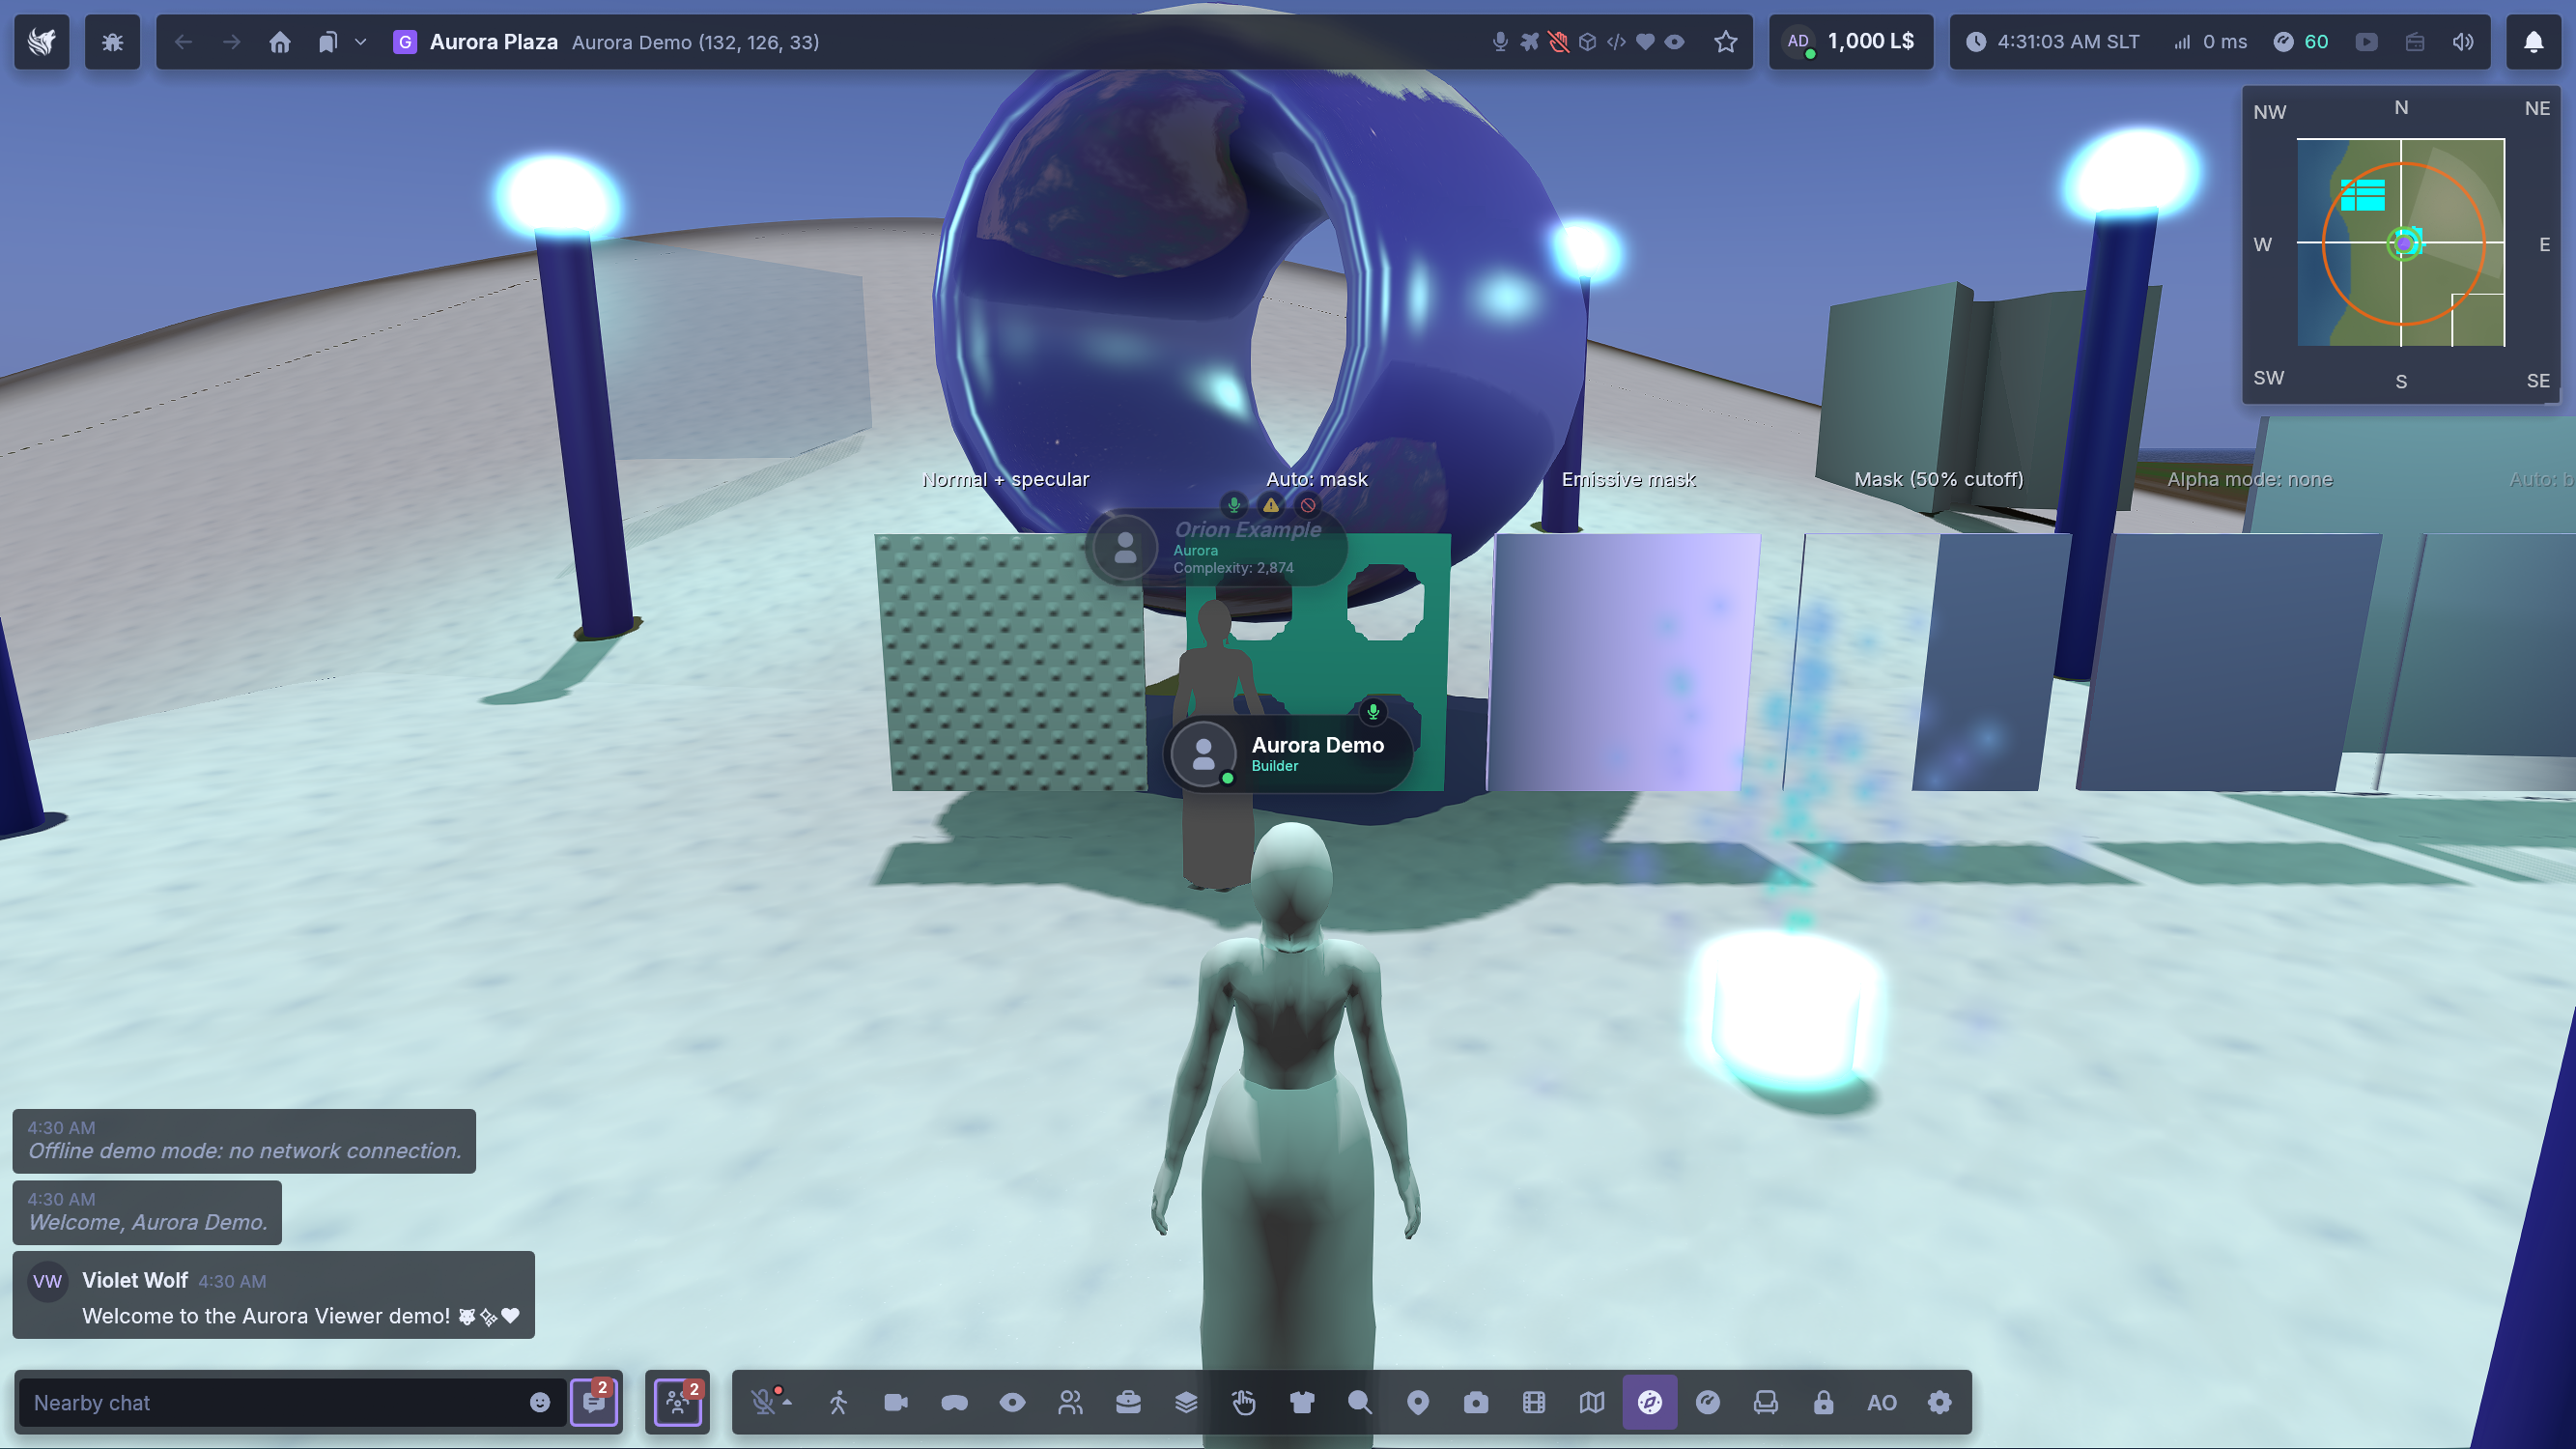 G Aurora Plaza Aurora Demo (132, 126, 33)
AD 1,000 L$
4:31:03 AM SLT 0 ms 60
NW N NE
W E
SW S SE
Normal + specular Auto: mask Emissive mask Mask (50% cutoff) Alpha mode: none Auto: b
Orion Example
Aurora
Complexity: 2,874
Aurora Demo
Builder
4:30 AM
Offline demo mode: no network connection.
4:30 AM
Welcome, Aurora Demo.
VW Violet Wolf 4:30 AM
Welcome to the Aurora Viewer demo!
Nearby chat 2 2 AO